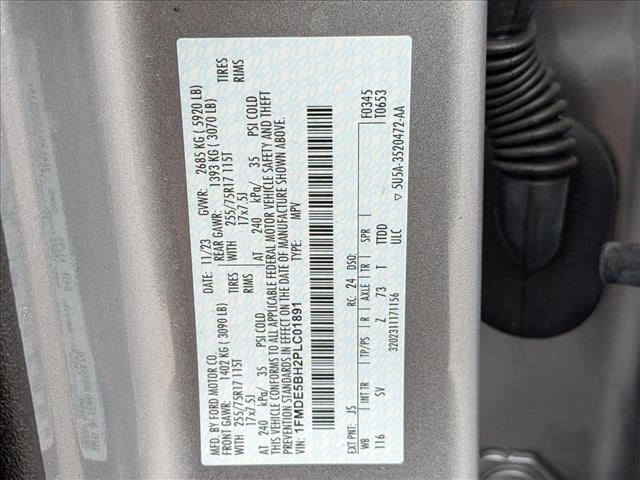 MFD. BY FORD MOTOR CO.
DATE: 11/23 GVWR: 2685 KG ( 5920 LB)
FRONT GAWR: 1402 KG ( 3090 LB) REAR GAWR: 1393 KG ( 3070 LB)
WITH 255/75R17 115T TIRES WITH 255/75R17 115T TIRES
17x7.5J RIMS 17x7.5J RIMS
AT 240 kPa/ 35 PSI COLD AT 240 kPa/ 35 PSI COLD
THIS VEHICLE CONFORMS TO ALL APPLICABLE FEDERAL MOTOR VEHICLE SAFETY AND THEFT
PREVENTION STANDARDS IN EFFECT ON THE DATE OF MANUFACTURE SHOWN ABOVE.
VIN: 1FMDE5BH2PLC01891 TYPE: MPV
F0345
T0653
EXT PNT: JS RC: 24 DSO:
WB INT TR TP/PS R AXLE TR SPR
116 SV Z 73 T TTDD
ULC
3202311171156
▽ 5U5A-3520472-AA